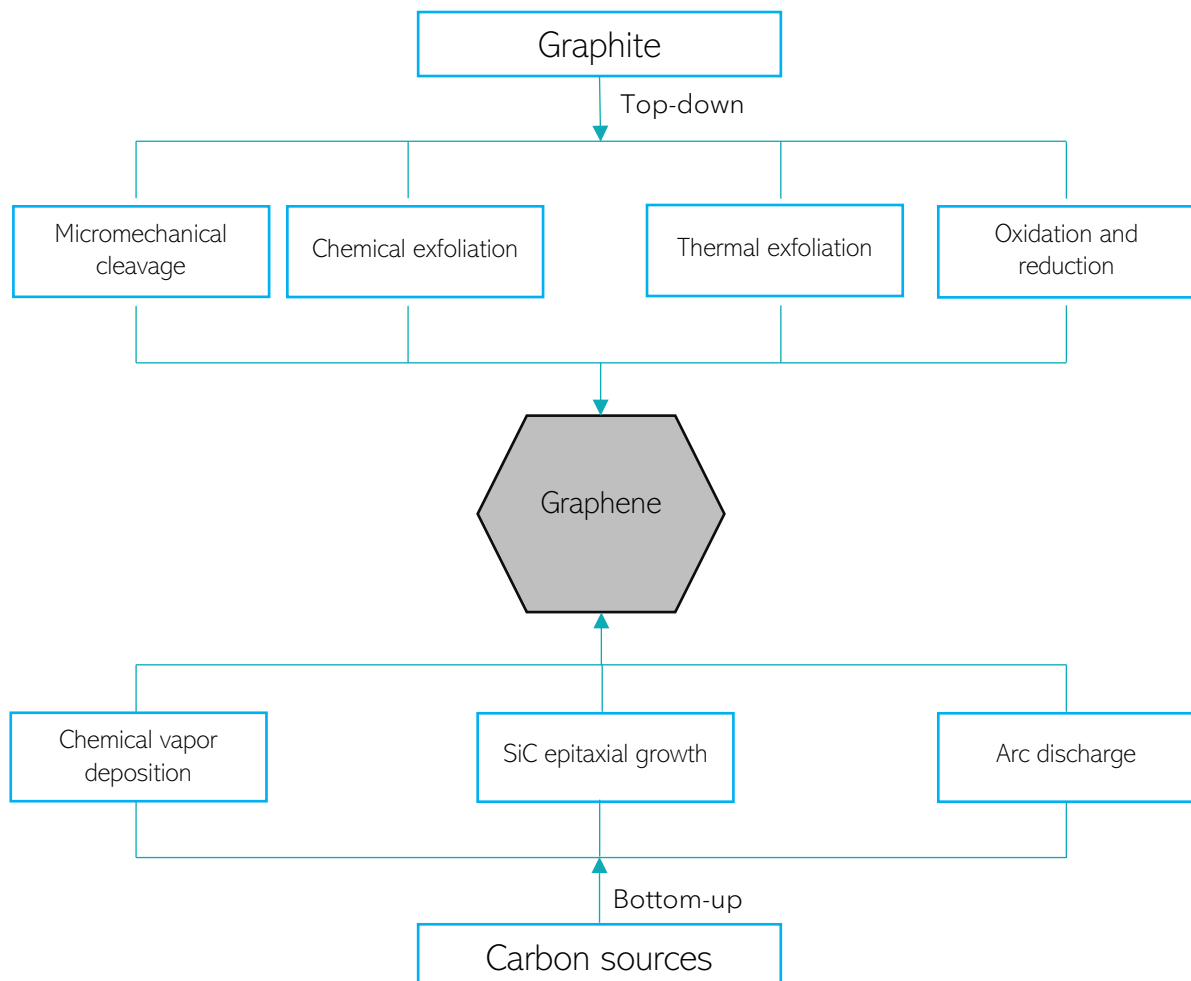 Graphite
Top-down
Micromechanical
cleavage
Chemical exfoliation
Thermal exfoliation
Oxidation and
reduction
Graphene
Chemical vapor
deposition
SiC epitaxial growth
Arc discharge
Bottom-up
Carbon sources